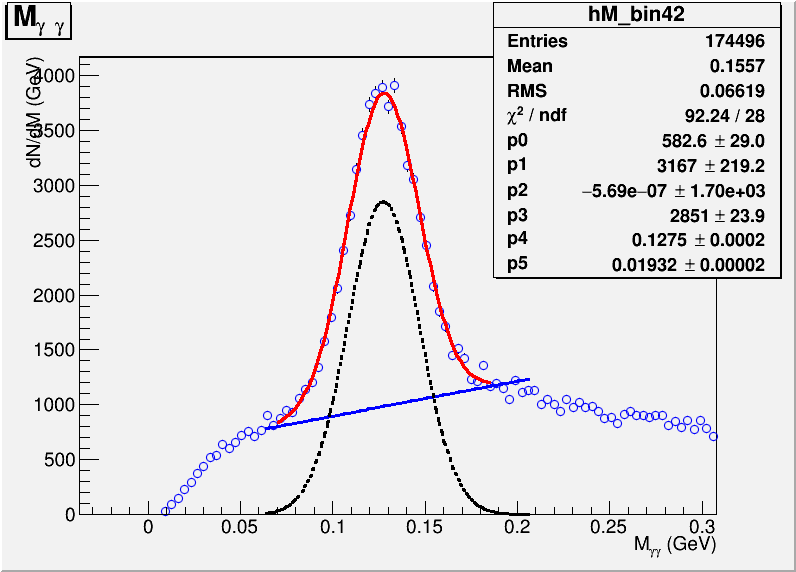 Mγ γ
hM_bin42
Entries 174496
Mean 0.1557
RMS 0.06619
χ² / ndf 92.24 / 28
p0 582.6 ± 29.0
p1 3167 ± 219.2
p2 −5.69e−07 ± 1.70e+03
p3 2851 ± 23.9
p4 0.1275 ± 0.0002
p5 0.01932 ± 0.00002
dN/dM (GeV)
4000
3500
3000
2500
2000
1500
1000
500
0
0 0.05 0.1 0.15 0.2 0.25 0.3
Mγγ (GeV)